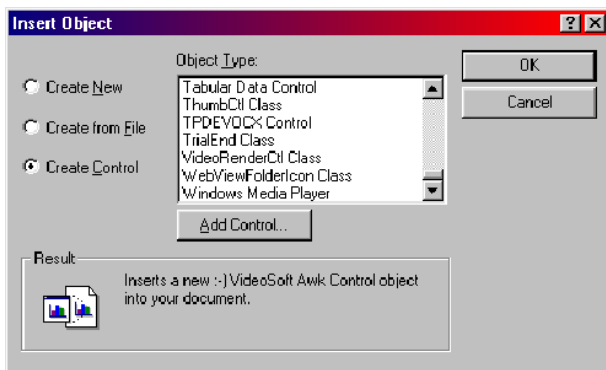 Insert Object
Object Type:
Create New
Create from File
Create Control
Tabular Data Control
ThumbCtl Class
TPDEVOCX Control
TrialEnd Class
VideoRenderCtl Class
WebViewFolderIcon Class
Windows Media Player
OK
Cancel
Add Control...
Result
Inserts a new :-) VideoSoft Awk Control object
into your document.